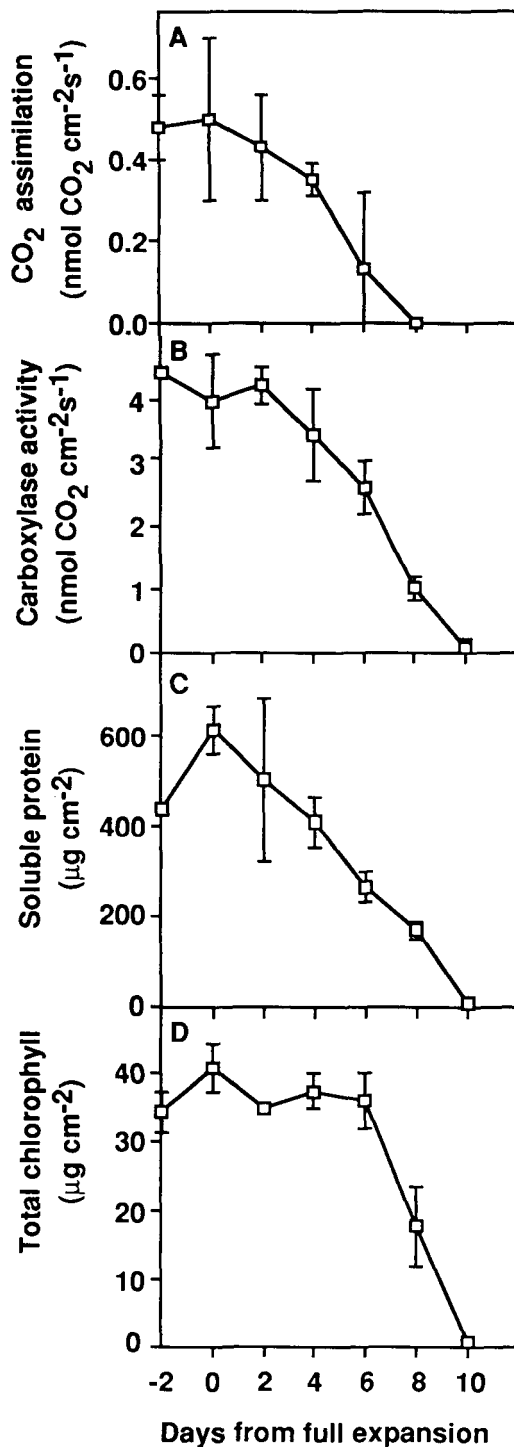 A
CO2 assimilation
(nmol CO2 cm-2s-1)
0.6
0.4
0.2
0.0
B
Carboxylase activity
(nmol CO2 cm-2s-1)
4
3
2
1
0
C
Soluble protein
(µg cm-2)
600
400
200
0
D
Total chlorophyll
(µg cm-2)
40
30
20
10
0
-2 0 2 4 6 8 10
Days from full expansion